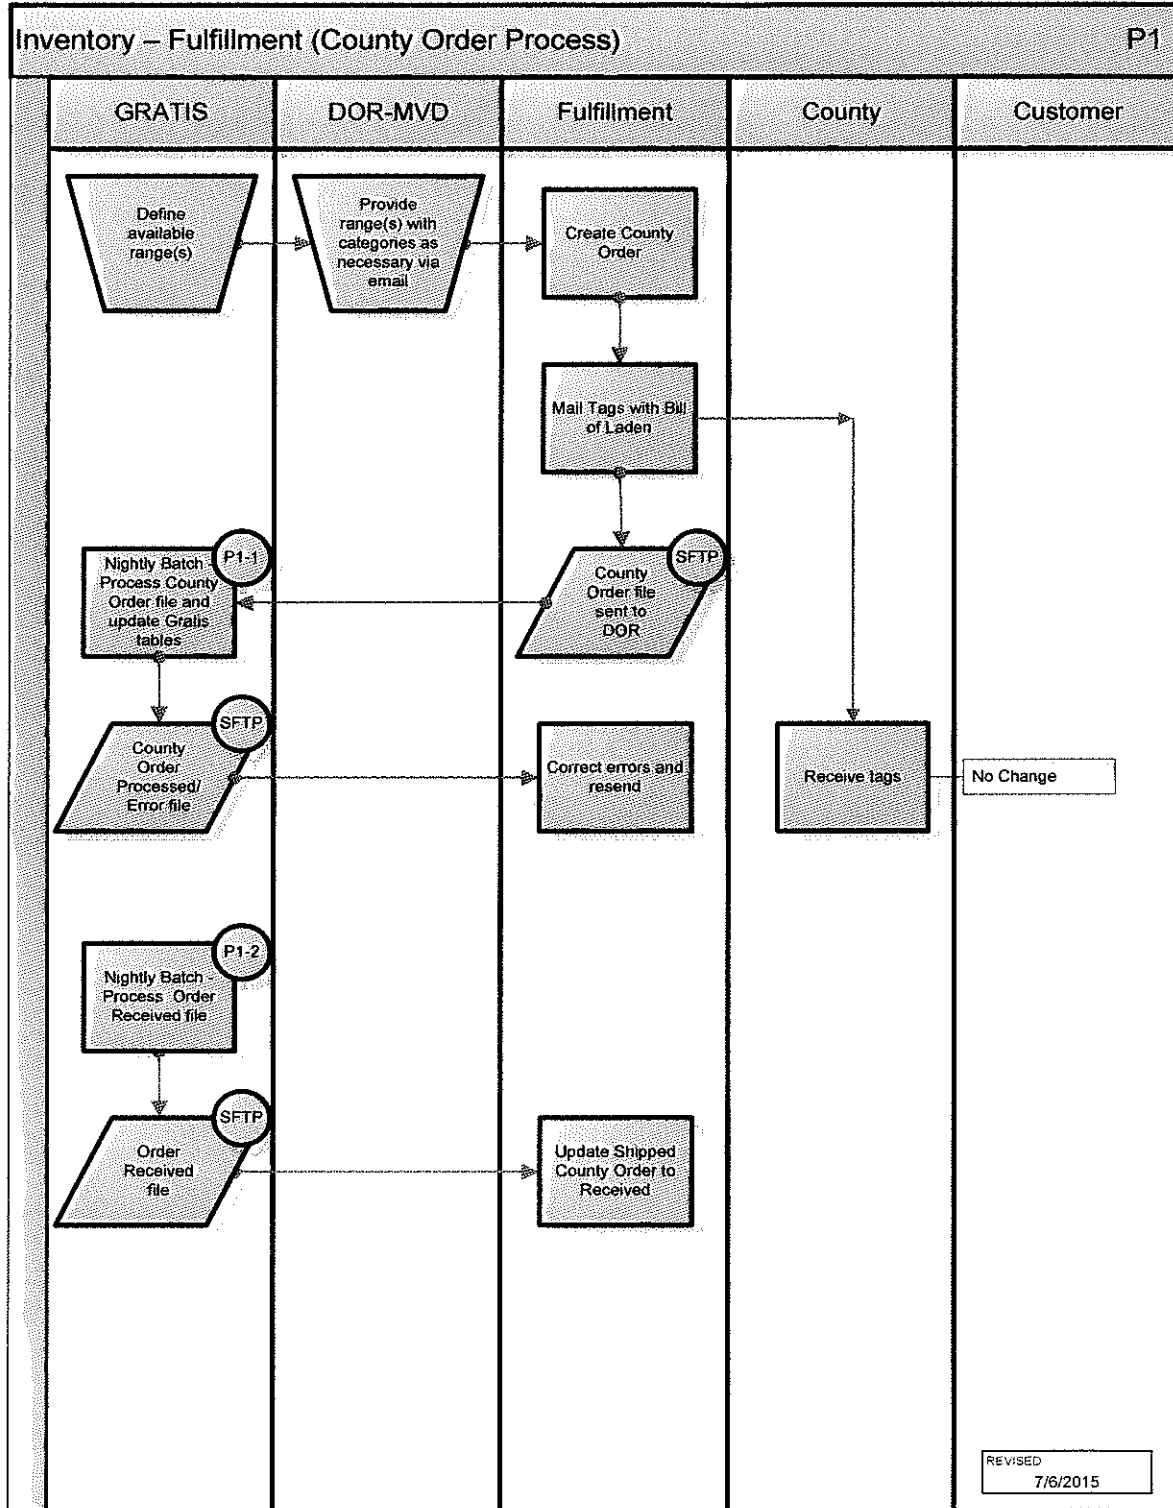 Inventory – Fulfillment (County Order Process)
P1
GRATIS
DOR-MVD
Fulfillment
County
Customer
Define
available
range(s)
Provide
range(s) with
categories as
necessary via
email
Create County
Order
Mail Tags with Bill
of Laden
P1-1
Nightly Batch -
Process County
Order file and
update Gratis
tables
SFTP
County
Order file
sent to
DOR
SFTP
County
Order
Processed/
Error file
Correct errors and
resend
Receive tags
No Change
P1-2
Nightly Batch -
Process Order
Received file
SFTP
Order
Received
file
Update Shipped
County Order to
Received
REVISED
7/6/2015